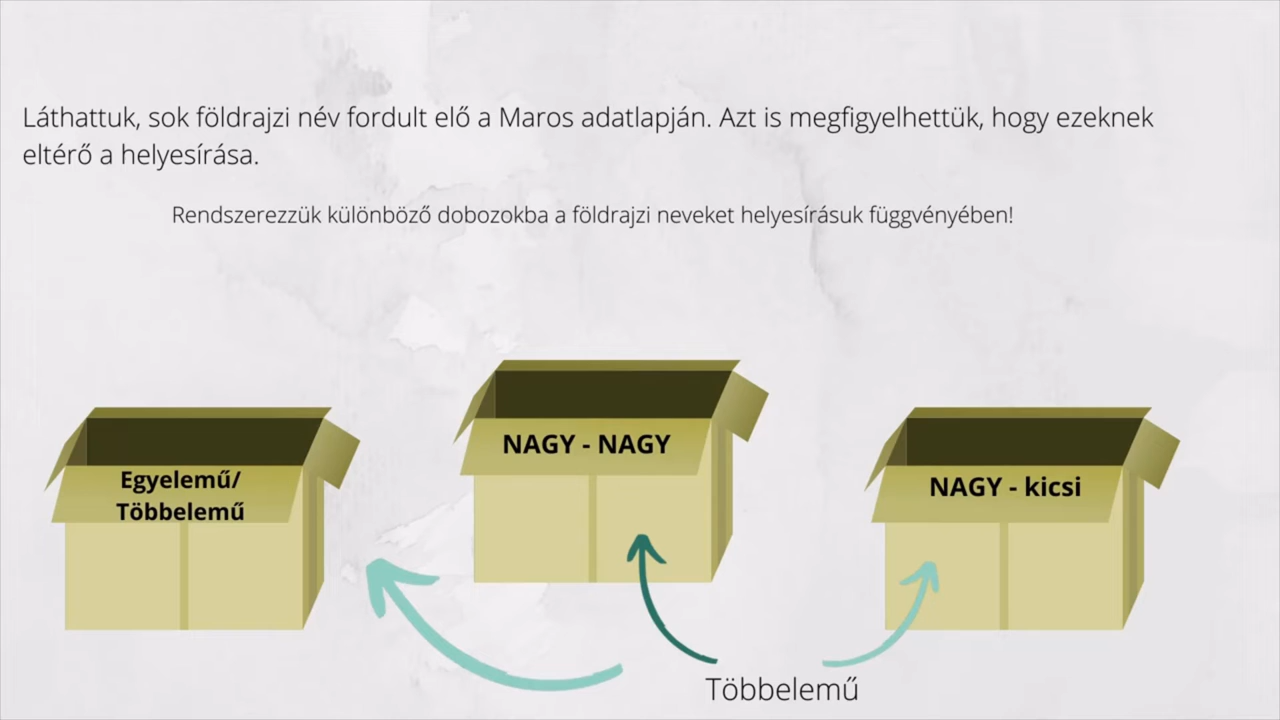 Láthattuk, sok földrajzi név fordult elő a Maros adatlapján. Azt is megfigyelhettük, hogy ezeknek
eltérő a helyesírása.
Rendszerezzük különböző dobozokba a földrajzi neveket helyesírásuk függvényében!
Egyelemű/
Többelemű
NAGY - NAGY
NAGY - kicsi
Többelemű